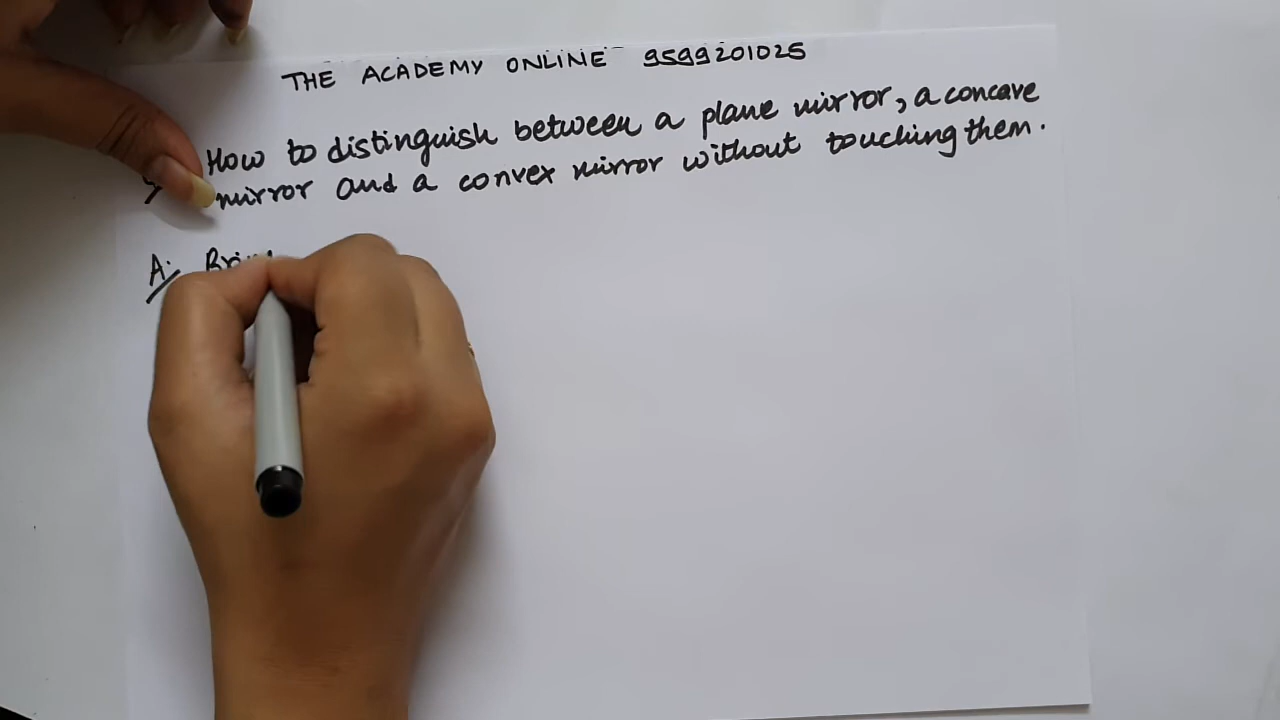 THE ACADEMY ONLINE 9599201025
How to distinguish between a plane mirror, a concave
mirror and a convex mirror without touching them.
A: